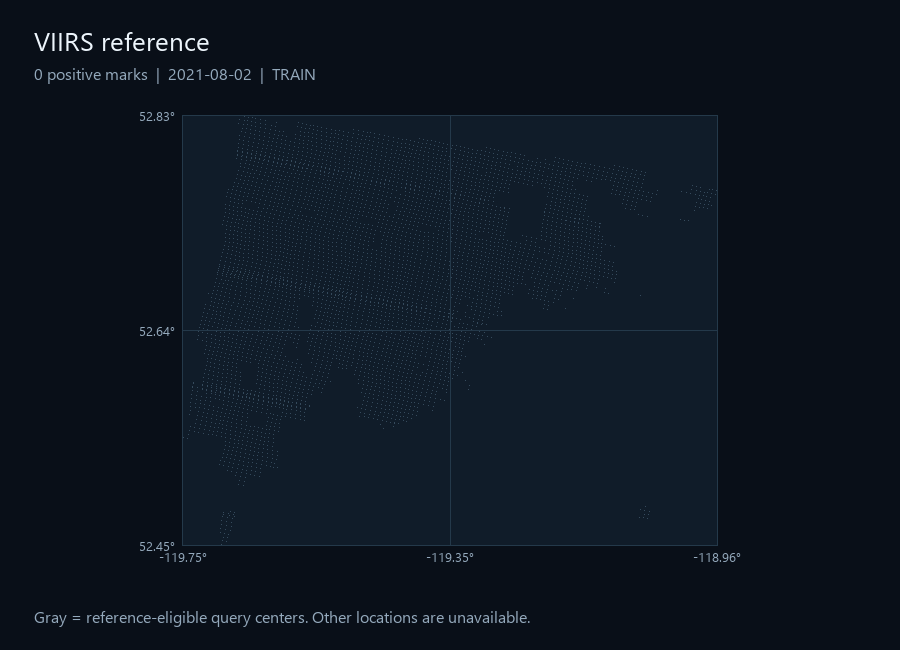 VIIRS reference
0 positive marks | 2021-08-02 | TRAIN
52.83°
52.64°
52.45°
-119.75°
-119.35°
-118.96°
Gray = reference-eligible query centers. Other locations are unavailable.